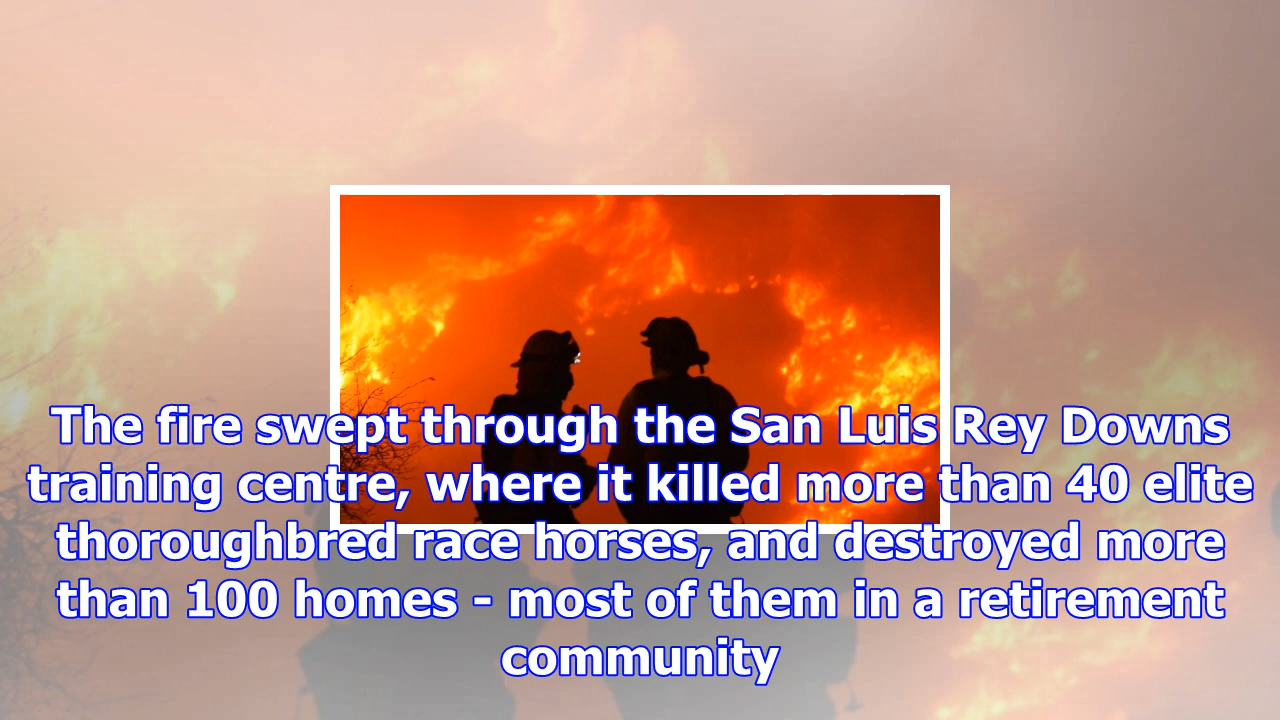 The fire swept through the San Luis Rey Downs
training centre, where it killed more than 40 elite
thoroughbred race horses, and destroyed more
than 100 homes - most of them in a retirement
community